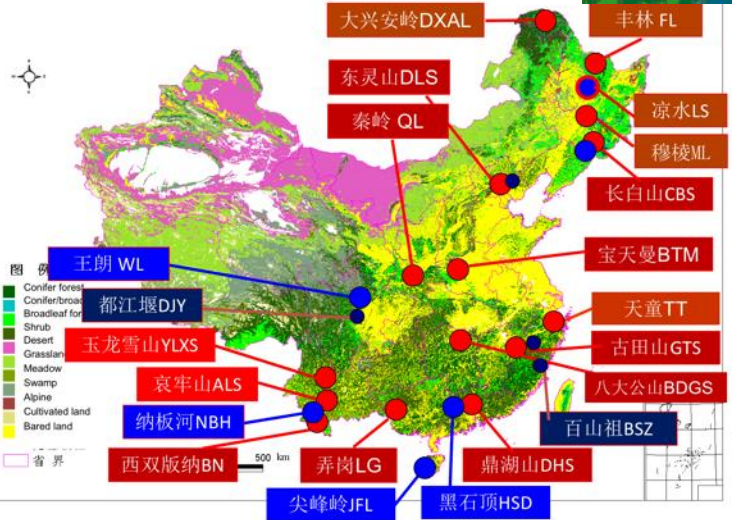 大兴安岭DXAL
丰林 FL
东灵山DLS
凉水LS
秦岭 QL
穆棱ML
长白山CBS
宝天曼BTM
王朗 WL
图 例
Conifer forest
Conifer/broad
Broadleaf for
Shrub
Desert
Grassland
Meadow
Swamp
Alpine
Cultivated land
Bared land
省 界
都江堰DJY
天童TT
玉龙雪山YLXS
古田山GTS
哀牢山ALS
八大公山BDGS
纳板河NBH
百山祖BSZ
西双版纳BN
500 km
弄岗LG
鼎湖山DHS
尖峰岭JFL
黑石顶HSD